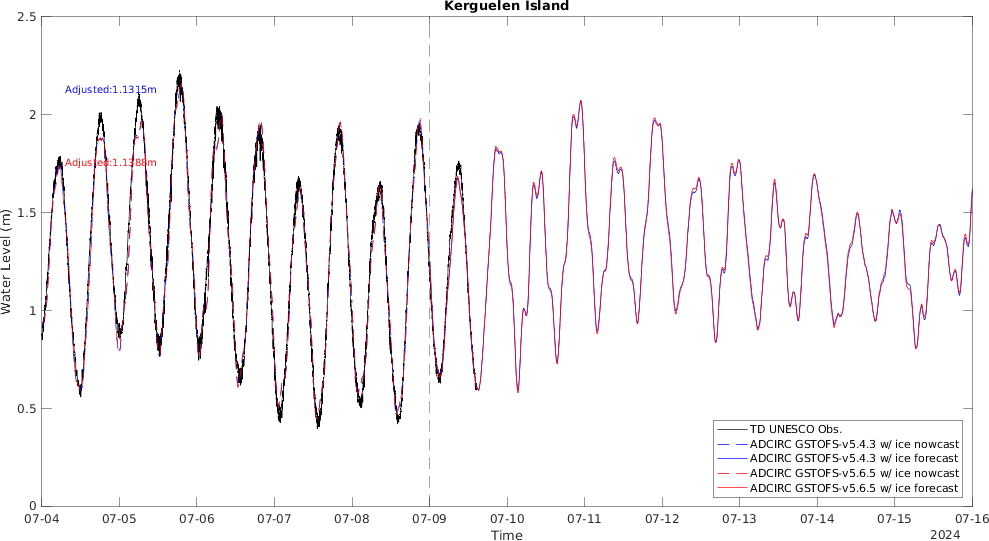 Kerguelen Island
2.5
2
1.5
1
0.5
0
Water Level (m)
Adjusted:1.1315m
Adjusted:1.1388m
TD UNESCO Obs.
ADCIRC GSTOFS-v5.4.3 w/ ice nowcast
ADCIRC GSTOFS-v5.4.3 w/ ice forecast
ADCIRC GSTOFS-v5.6.5 w/ ice nowcast
ADCIRC GSTOFS-v5.6.5 w/ ice forecast
07-04 07-05 07-06 07-07 07-08 07-09 07-10 07-11 07-12 07-13 07-14 07-15 07-16
Time
2024